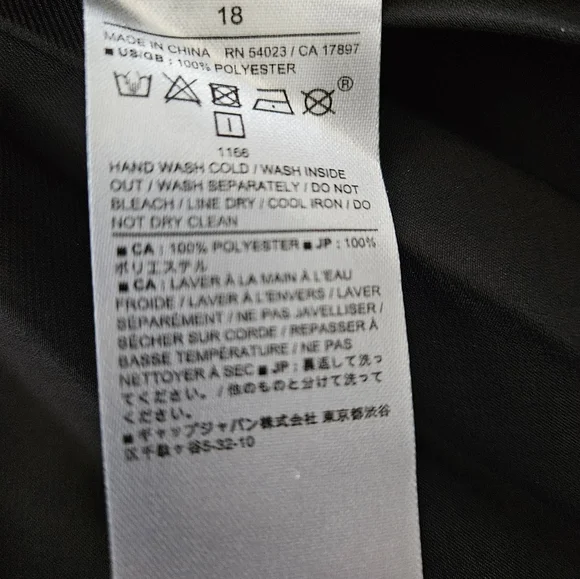 18
MADE IN CHINA RN 54023 / CA 17897
■ US/GB : 100% POLYESTER
®
1166
HAND WASH COLD / WASH INSIDE
OUT / WASH SEPARATELY / DO NOT
BLEACH / LINE DRY / COOL IRON / DO
NOT DRY CLEAN
■ CA : 100% POLYESTER ■ JP : 100%
ポリエステル
■ CA : LAVER À LA MAIN À L'EAU
FROIDE / LAVER À L'ENVERS / LAVER
SÉPARÉMENT / NE PAS JAVELLISER /
SÉCHER SUR CORDE / REPASSER À
BASSE TEMPÉRATURE / NE PAS
NETTOYER À SEC ■ JP : 裏返して洗っ
てください。/ 他のものと分けて洗って
ください。
■ ギャップジャパン株式会社 東京都渋谷
区千駄ヶ谷5-32-10